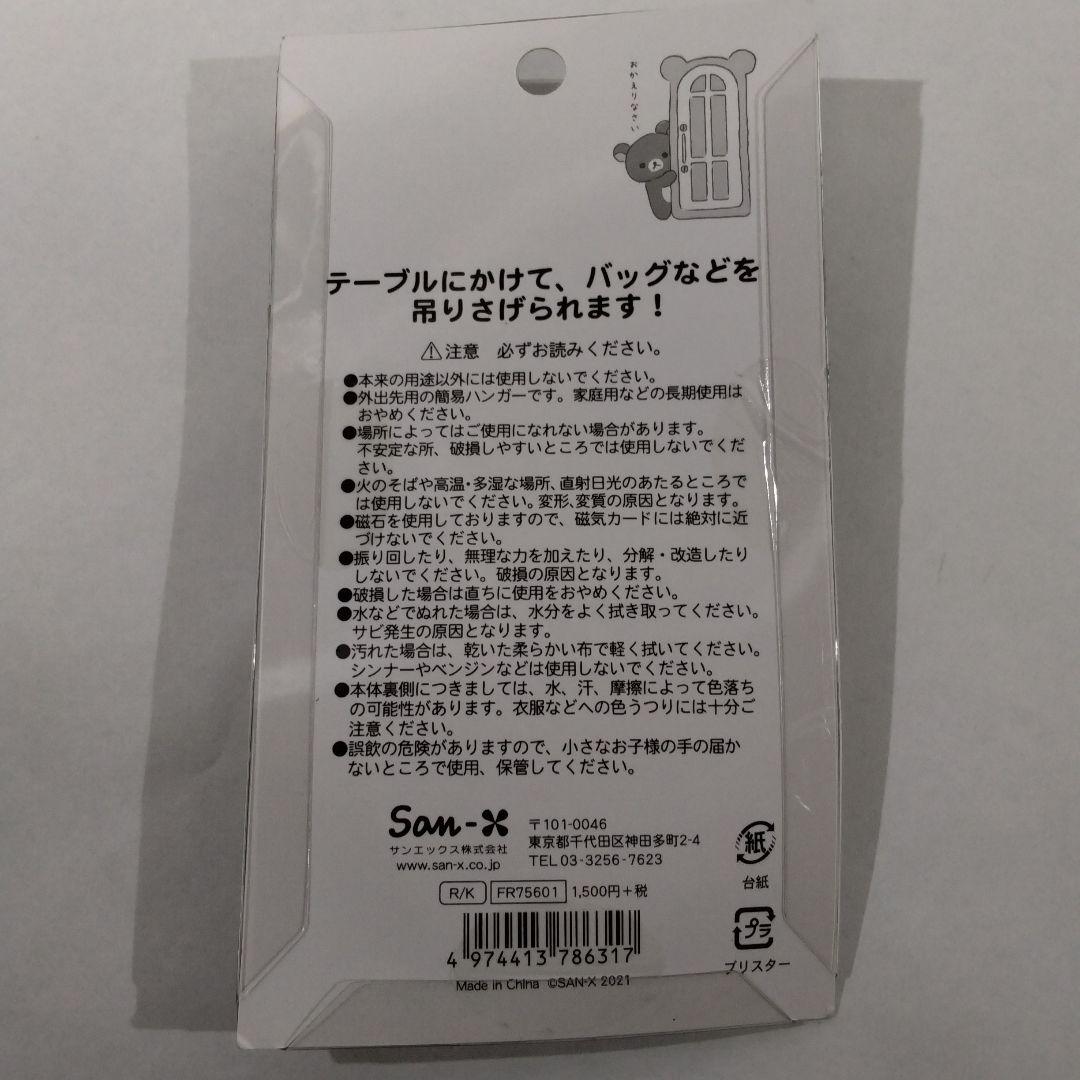 おかえりなさい
テーブルにかけて、バッグなどを
吊りさげられます！
注意　必ずお読みください。
●本来の用途以外には使用しないでください。
●外出先用の簡易ハンガーです。家庭用などの長期使用は
おやめください。
●場所によってはご使用になれない場合があります。
不安定な所、破損しやすいところでは使用しないでくだ
さい。
●火のそばや高温・多湿な場所、直射日光のあたるところで
は使用しないでください。変形、変質の原因となります。
●磁石を使用しておりますので、磁気カードには絶対に近
づけないでください。
●振り回したり、無理な力を加えたり、分解・改造したり
しないでください。破損の原因となります。
●破損した場合は直ちに使用をおやめください。
●水などでぬれた場合は、水分をよく拭き取ってください。
サビ発生の原因となります。
●汚れた場合は、乾いた柔らかい布で軽く拭いてください。
シンナーやベンジンなどは使用しないでください。
●本体裏側につきましては、水、汗、摩擦によって色落ち
の可能性があります。衣服などへの色うつりには十分ご
注意ください。
●誤飲の危険がありますので、小さなお子様の手の届か
ないところで使用、保管してください。
San-X
サンエックス株式会社
www.san-x.co.jp
〒101-0046
東京都千代田区神田多町2-4
TEL 03-3256-7623
紙
台紙
R/K FR75601 1,500円＋税
プラ
ブリスター
4 974413 786317
Made in China ©SAN-X 2021